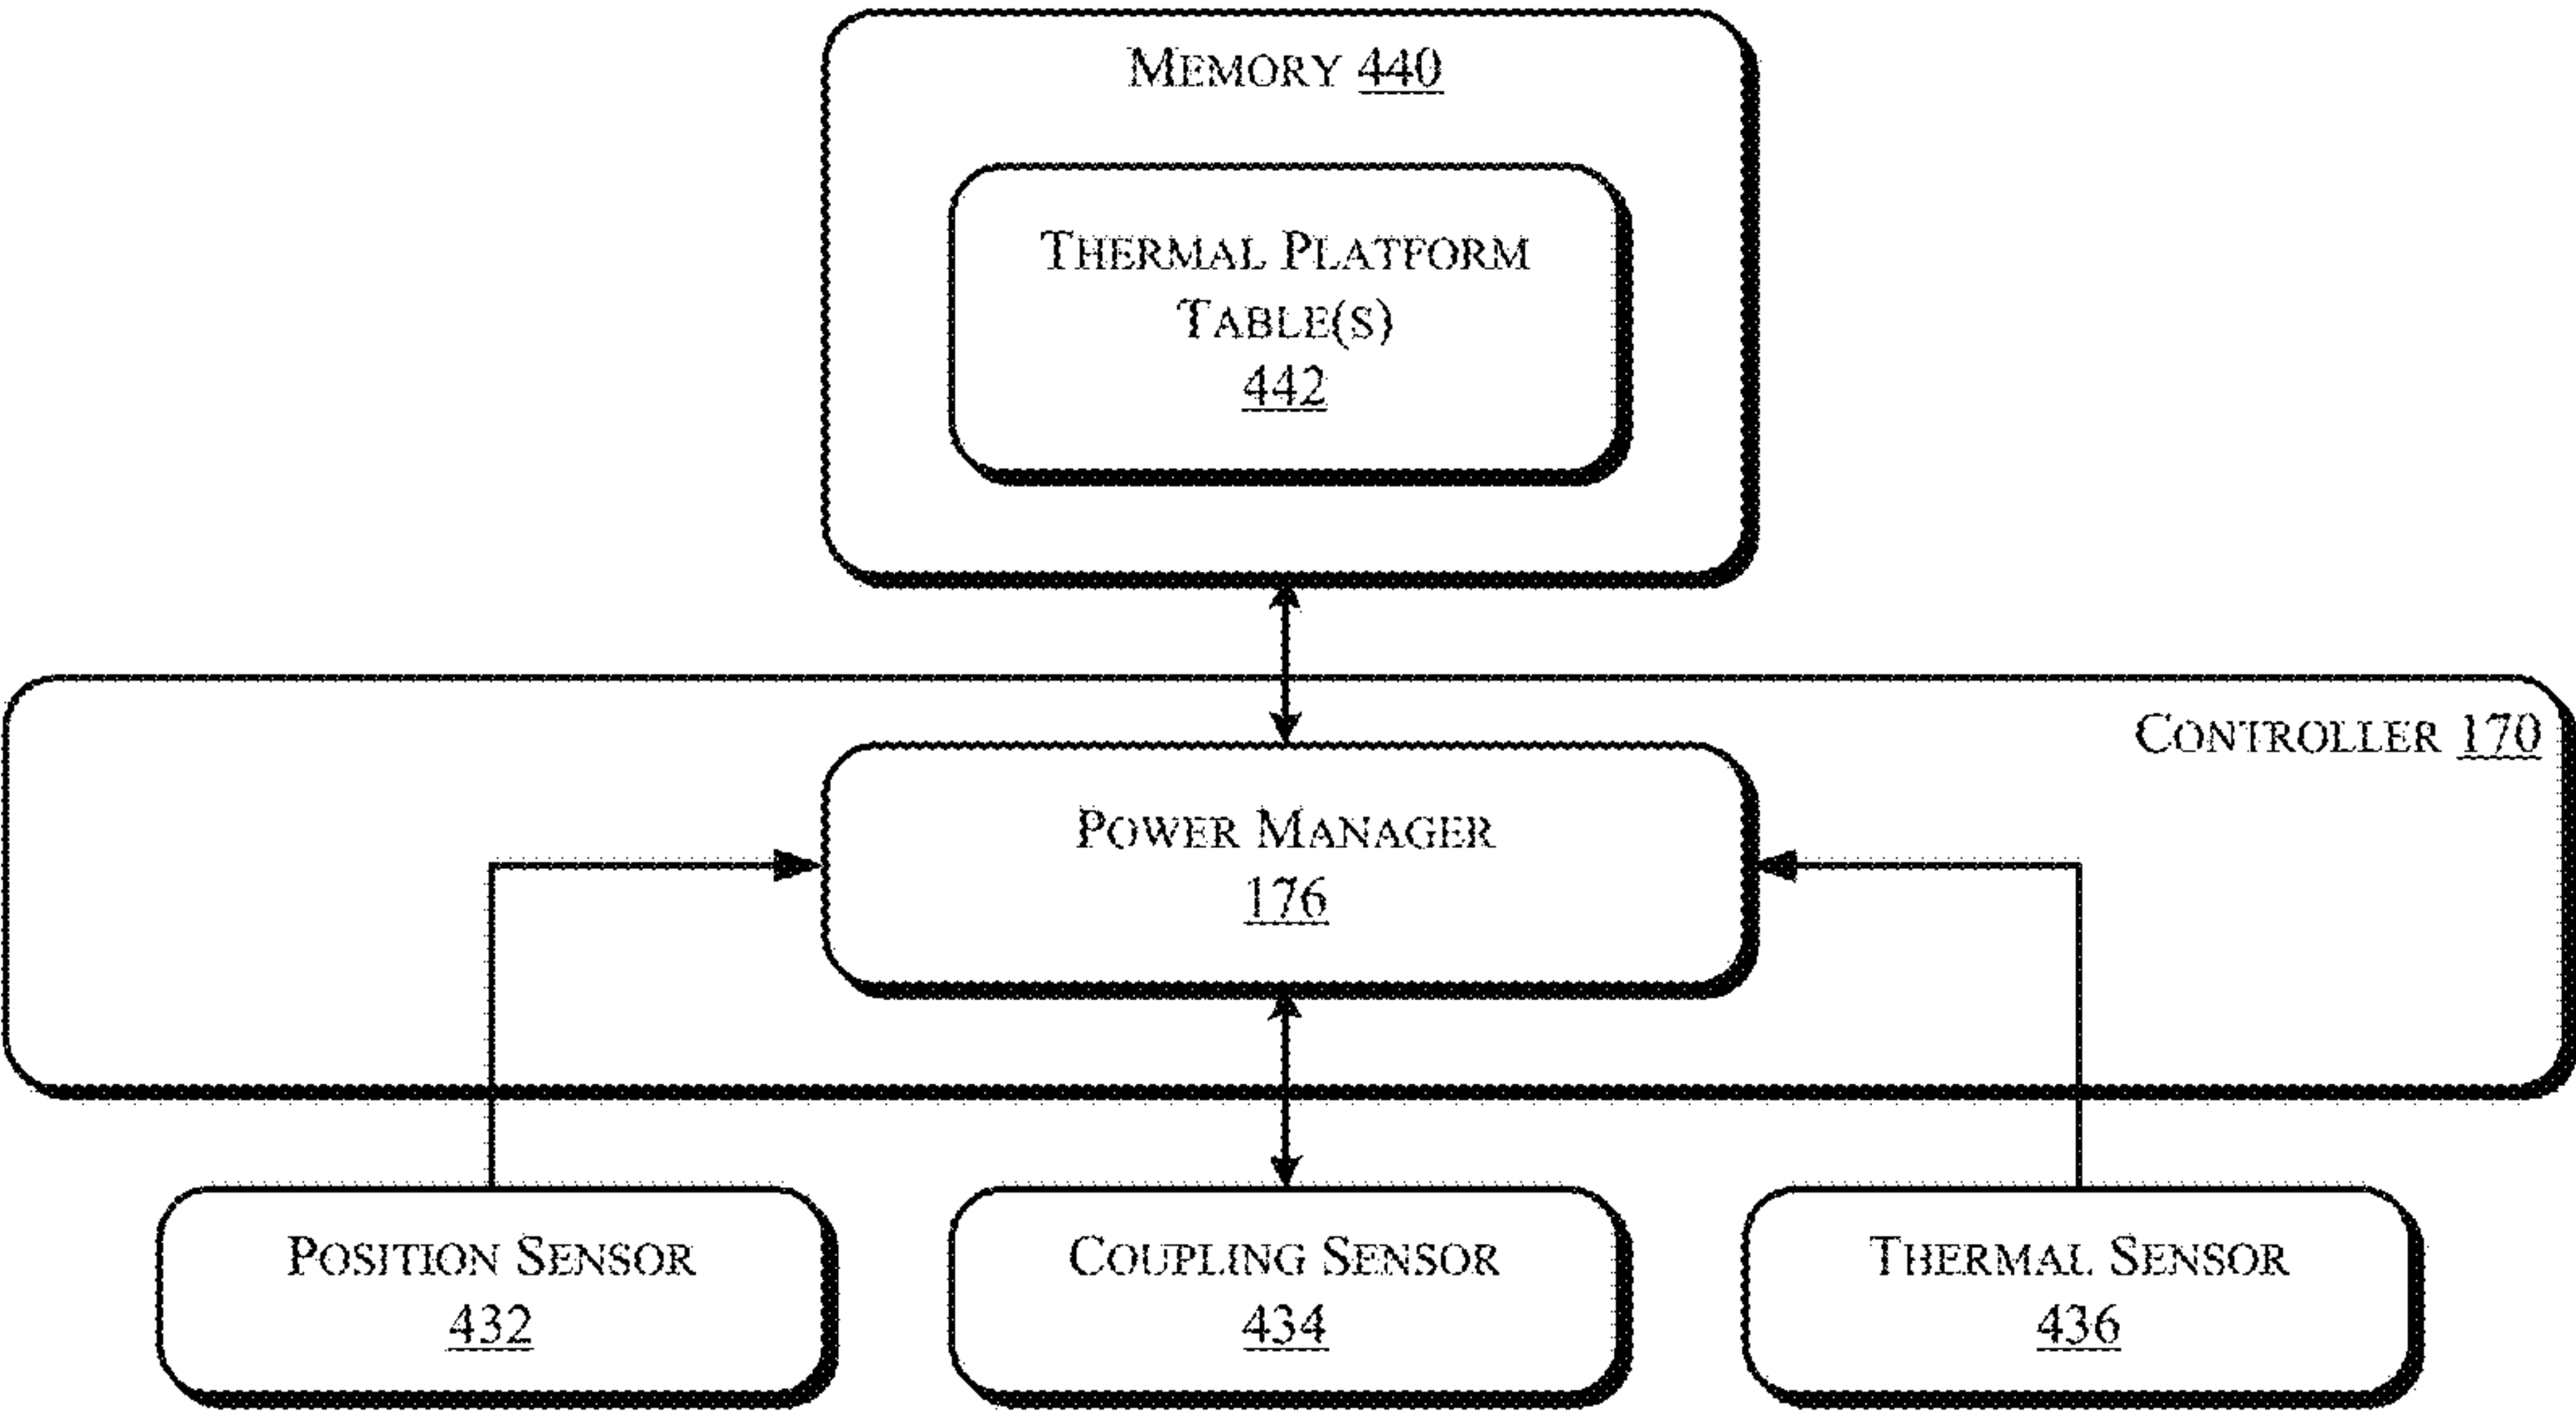 MEMORY 440
THERMAL PLATFORM
TABLE(S)
442
CONTROLLER 170
POWER MANAGER
176
POSITION SENSOR
432
COUPLING SENSOR
434
THERMAL SENSOR
436